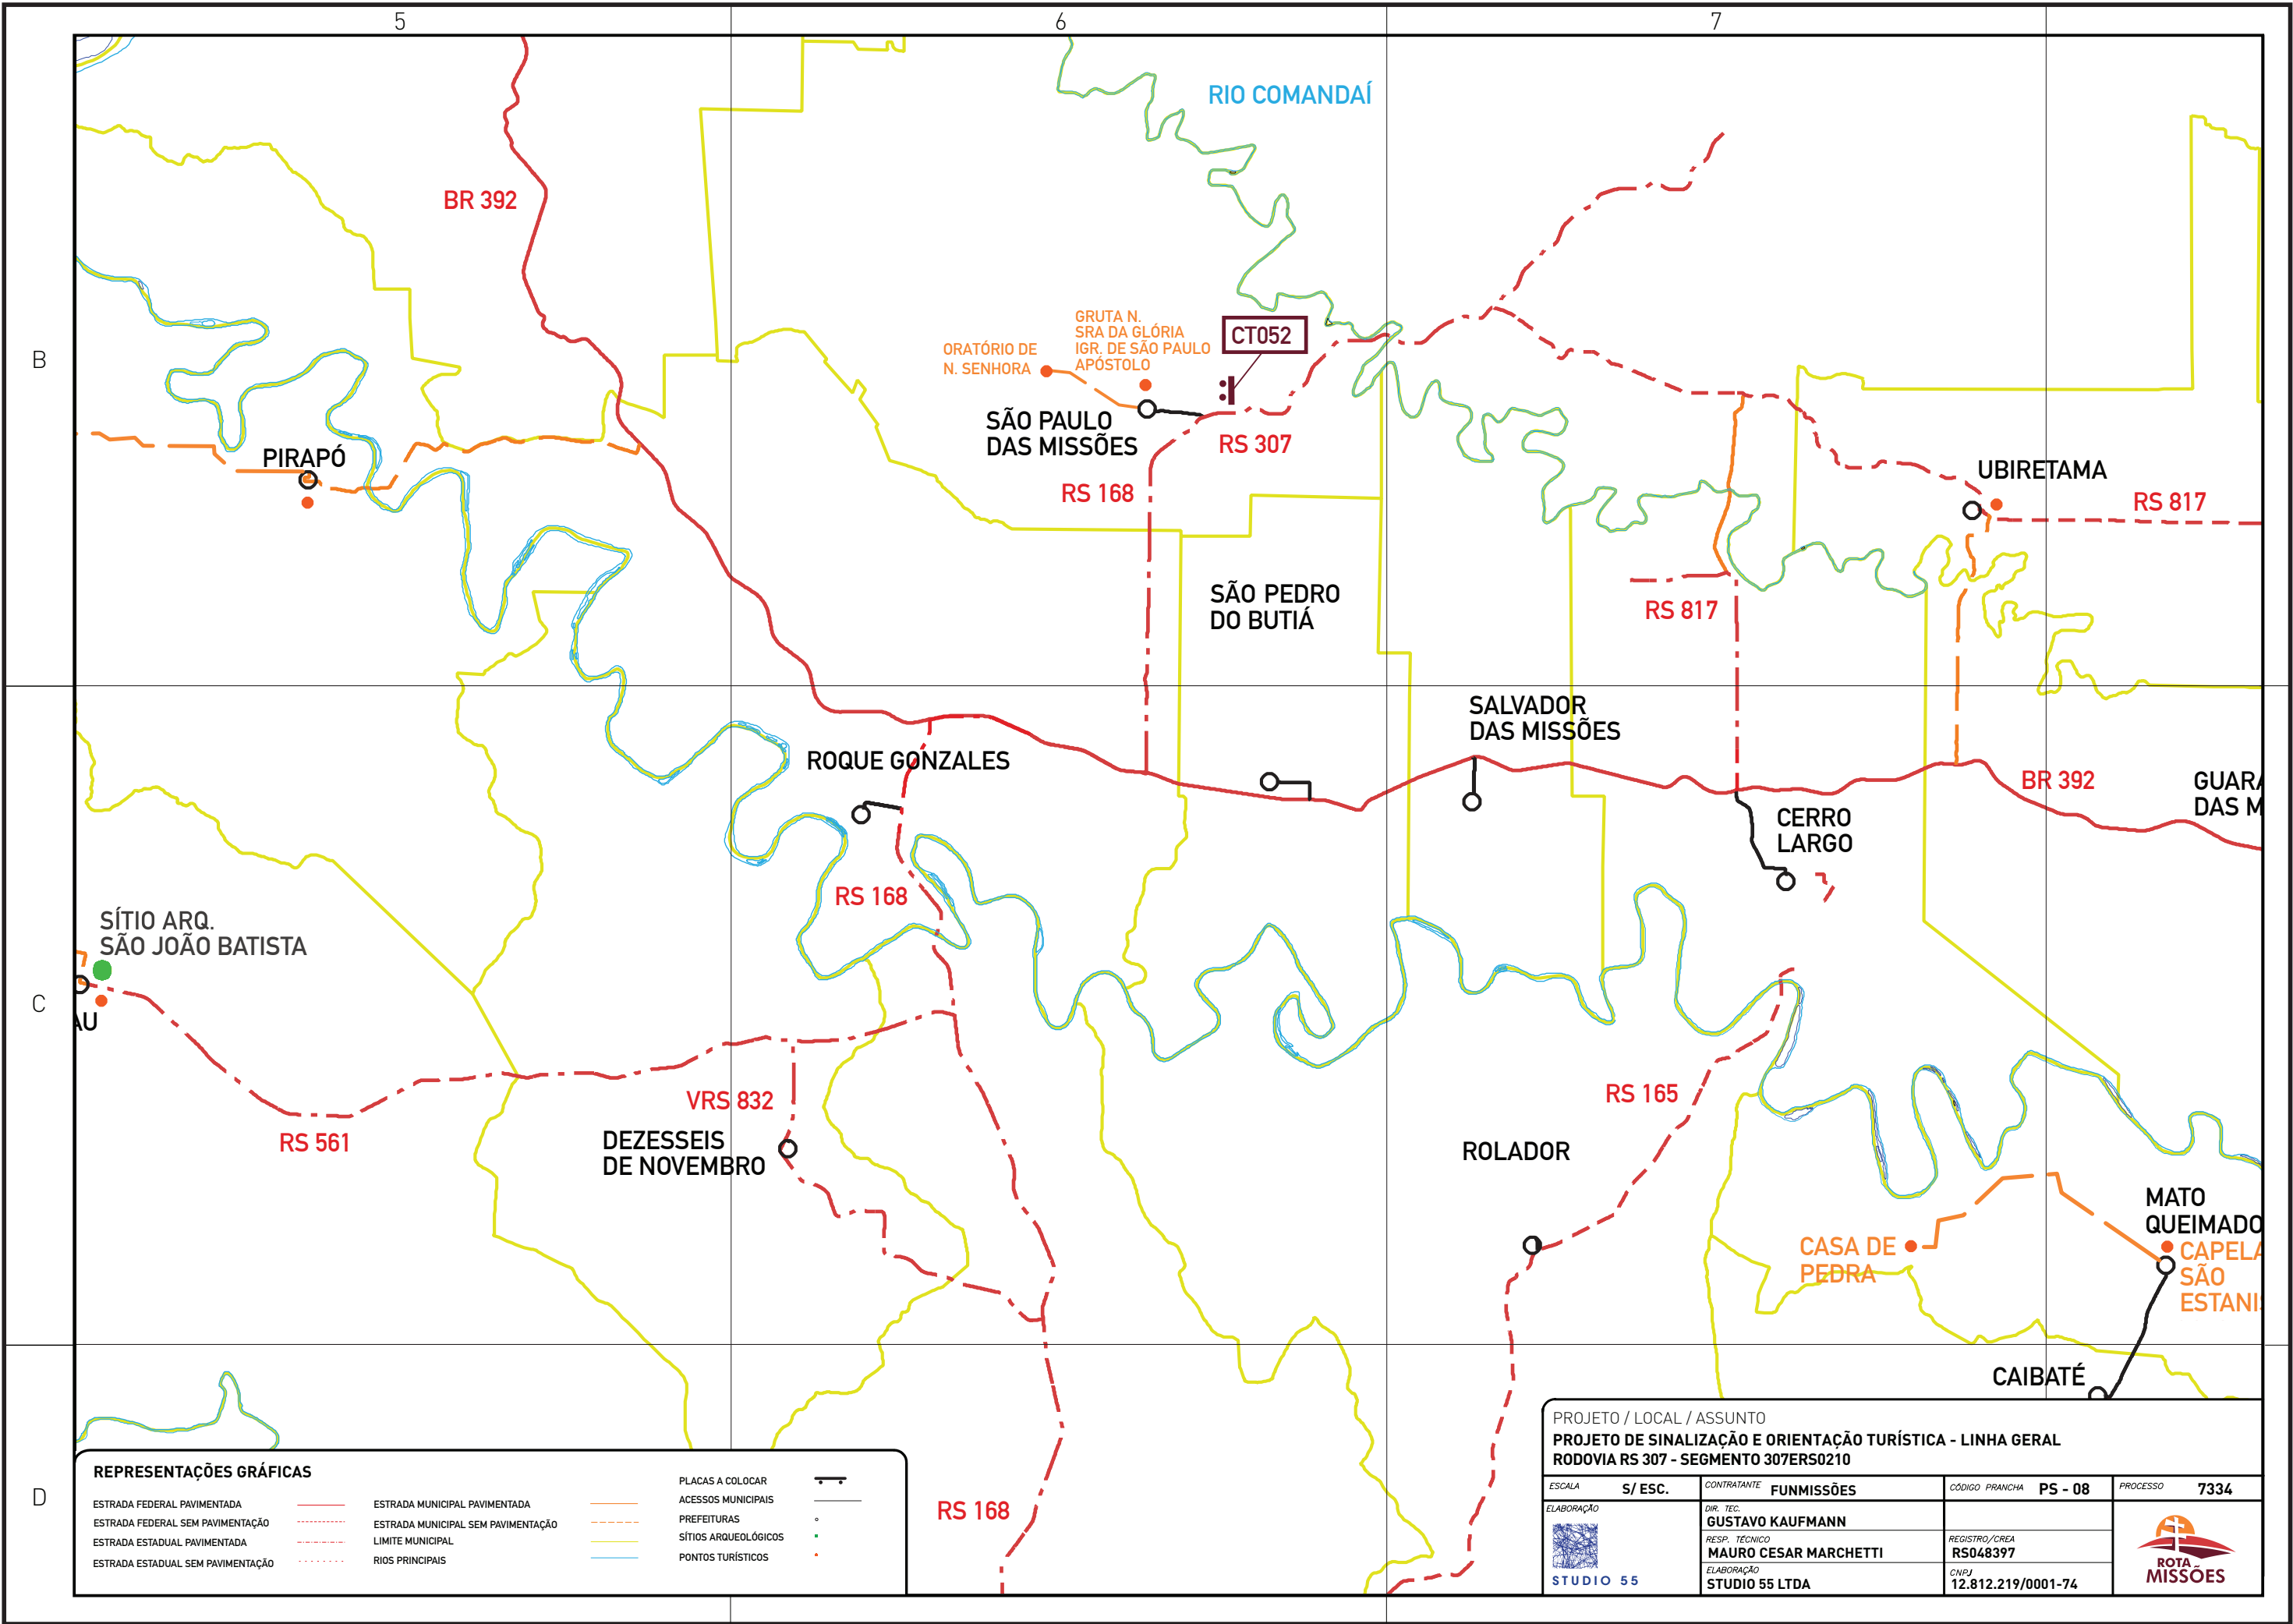 5
6
7
B
C
D
RIO COMANDAÍ
BR 392
GRUTA N.
SRA DA GLÓRIA
IGR. DE SÃO PAULO
APÓSTOLO
ORATÓRIO DE
N. SENHORA
CT052
SÃO PAULO
DAS MISSÕES
RS 307
PIRAPÓ
RS 168
UBIRETAMA
RS 817
SÃO PEDRO
DO BUTIÁ
RS 817
SALVADOR
DAS MISSÕES
ROQUE GONZALES
BR 392
GUARA
DAS M
CERRO
LARGO
RS 168
SÍTIO ARQ.
SÃO JOÃO BATISTA
AU
RS 561
VRS 832
DEZESSEIS
DE NOVEMBRO
RS 165
ROLADOR
MATO
QUEIMADO
CASA DE
PEDRA
CAPELA
SÃO
ESTANIS
CAIBATÉ
RS 168
REPRESENTAÇÕES GRÁFICAS
ESTRADA FEDERAL PAVIMENTADA
ESTRADA FEDERAL SEM PAVIMENTAÇÃO
ESTRADA ESTADUAL PAVIMENTADA
ESTRADA ESTADUAL SEM PAVIMENTAÇÃO
ESTRADA MUNICIPAL PAVIMENTADA
ESTRADA MUNICIPAL SEM PAVIMENTAÇÃO
LIMITE MUNICIPAL
RIOS PRINCIPAIS
PLACAS A COLOCAR
ACESSOS MUNICIPAIS
PREFEITURAS
SÍTIOS ARQUEOLÓGICOS
PONTOS TURÍSTICOS
PROJETO / LOCAL / ASSUNTO
PROJETO DE SINALIZAÇÃO E ORIENTAÇÃO TURÍSTICA - LINHA GERAL
RODOVIA RS 307 - SEGMENTO 307ERS0210
ESCALA S/ ESC.
CONTRATANTE FUNMISSÕES
CÓDIGO PRANCHA PS - 08
PROCESSO 7334
ELABORAÇÃO
STUDIO 55
DIR. TEC.
GUSTAVO KAUFMANN
RESP. TÉCNICO
MAURO CESAR MARCHETTI
REGISTRO/CREA
RS048397
ELABORAÇÃO
STUDIO 55 LTDA
CNPJ
12.812.219/0001-74
ROTA
MISSÕES